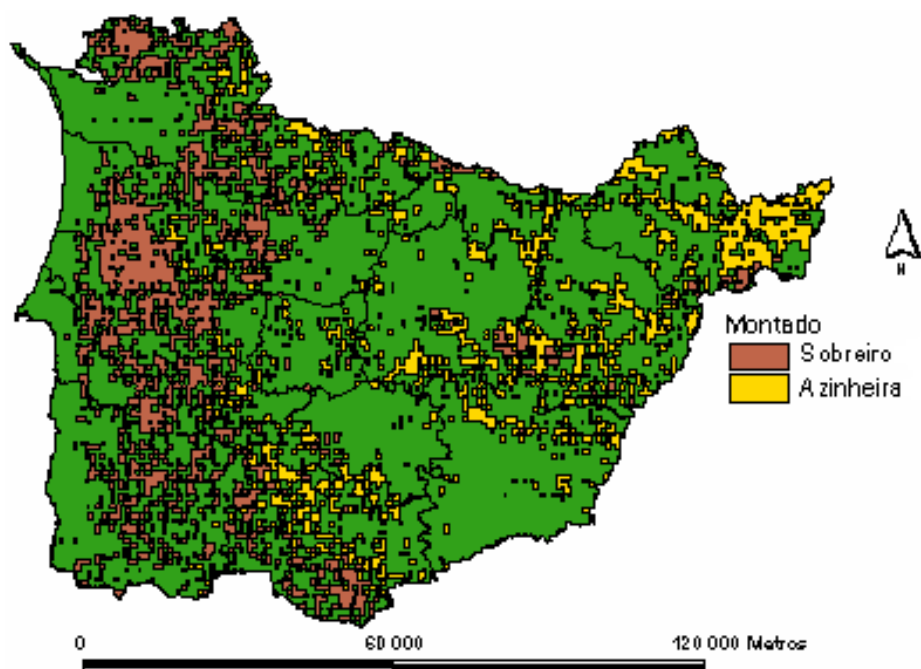 N
Montado
Sobreiro
Azinheira
0 60 000 120 000 Metros